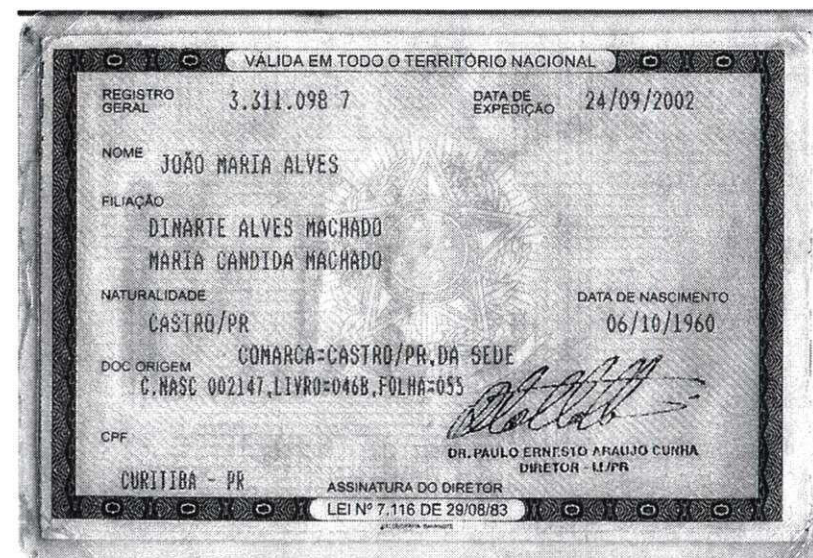 VÁLIDA EM TODO O TERRITÓRIO NACIONAL
REGISTRO GERAL 3.311.098 7 DATA DE EXPEDIÇÃO 24/09/2002
NOME JOÃO MARIA ALVES
FILIAÇÃO
DINARTE ALVES MACHADO
MARIA CANDIDA MACHADO
NATURALIDADE DATA DE NASCIMENTO
CASTRO/PR 06/10/1960
DOC ORIGEM COMARCA=CASTRO/PR,DA SEDE
C.NASC 002147,LIVRO=046B,FOLHA=055
CPF
DR. PAULO ERNESTO ARAUJO CUNHA
DIRETOR - II/PR
CURITIBA - PR
ASSINATURA DO DIRETOR
LEI Nº 7.116 DE 29/08/83